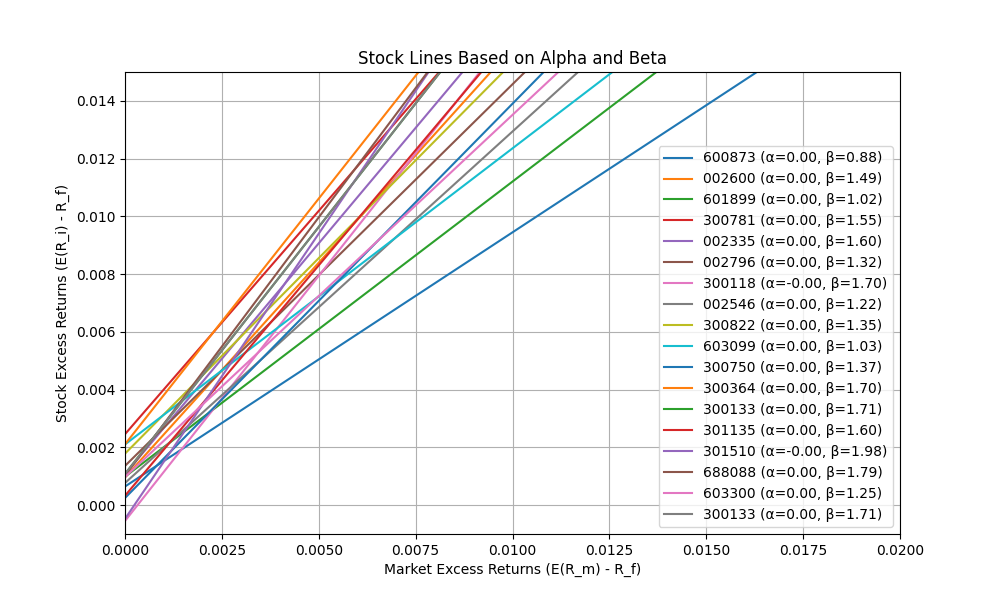 Stock Lines Based on Alpha and Beta
Stock Excess Returns (E(R_i) - R_f)
0.014
0.012
0.010
0.008
0.006
0.004
0.002
0.000
600873 (α=0.00, β=0.88)
002600 (α=0.00, β=1.49)
601899 (α=0.00, β=1.02)
300781 (α=0.00, β=1.55)
002335 (α=0.00, β=1.60)
002796 (α=0.00, β=1.32)
300118 (α=-0.00, β=1.70)
002546 (α=0.00, β=1.22)
300822 (α=0.00, β=1.35)
603099 (α=0.00, β=1.03)
300750 (α=0.00, β=1.37)
300364 (α=0.00, β=1.70)
300133 (α=0.00, β=1.71)
301135 (α=0.00, β=1.60)
301510 (α=-0.00, β=1.98)
688088 (α=0.00, β=1.79)
603300 (α=0.00, β=1.25)
300133 (α=0.00, β=1.71)
0.0000 0.0025 0.0050 0.0075 0.0100 0.0125 0.0150 0.0175 0.0200
Market Excess Returns (E(R_m) - R_f)